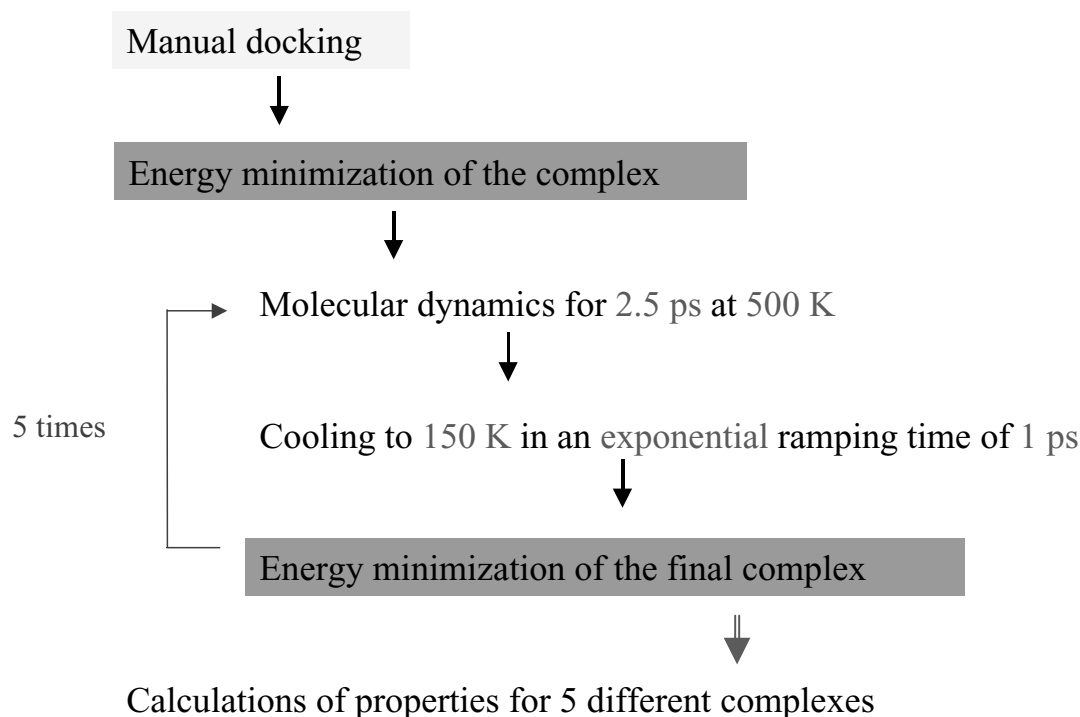 Manual docking
Energy minimization of the complex
Molecular dynamics for 2.5 ps at 500 K
5 times
Cooling to 150 K in an exponential ramping time of 1 ps
Energy minimization of the final complex
Calculations of properties for 5 different complexes